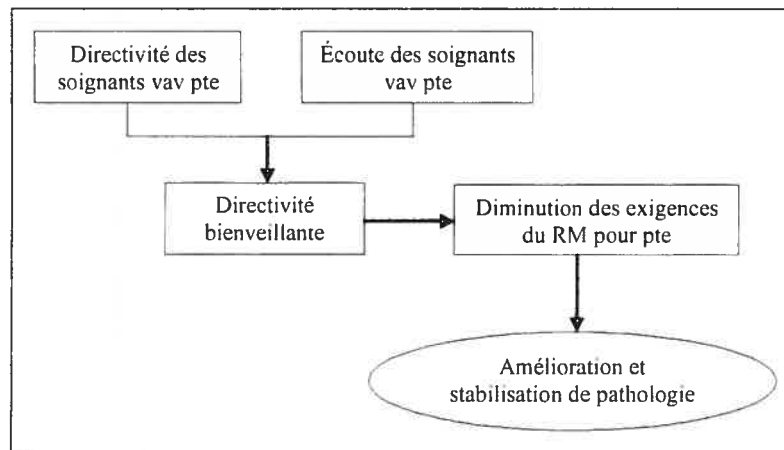 Directivité des
soignants vav pte
Écoute des soignants
vav pte
Directivité
bienveillante
Diminution des exigences
du RM pour pte
Amélioration et
stabilisation de pathologie